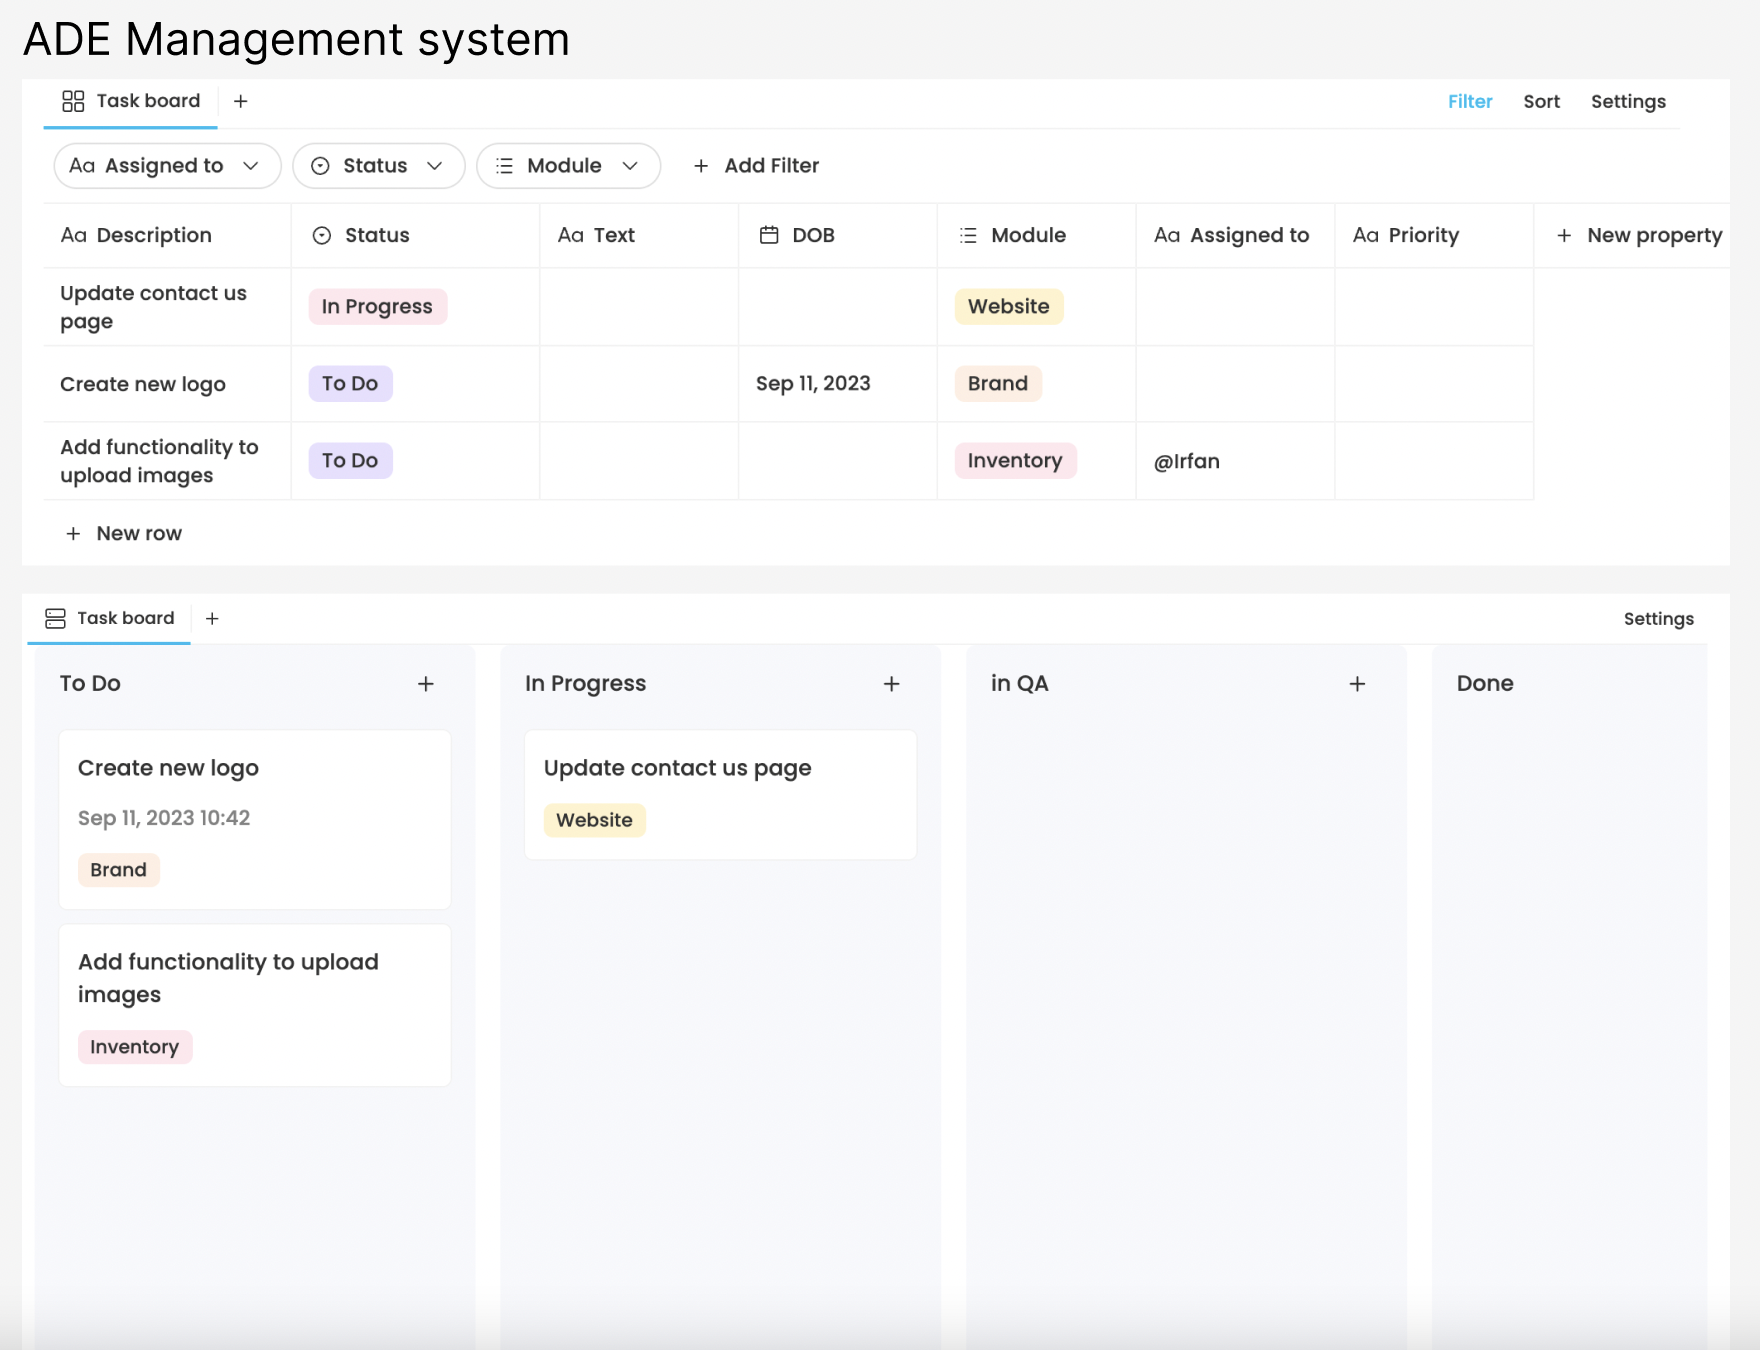 ADE Management system
Task board +
Filter Sort Settings
Aa Assigned to Status Module + Add Filter
Aa Description Status Aa Text DOB Module Aa Assigned to Aa Priority + New property
Update contact us
page
In Progress Website
Create new logo To Do Sep 11, 2023 Brand
Add functionality to
upload images
To Do Inventory @Irfan
+ New row
Task board +
Settings
To Do +
Create new logo
Sep 11, 2023 10:42
Brand
Add functionality to upload
images
Inventory
In Progress +
Update contact us page
Website
in QA +
Done